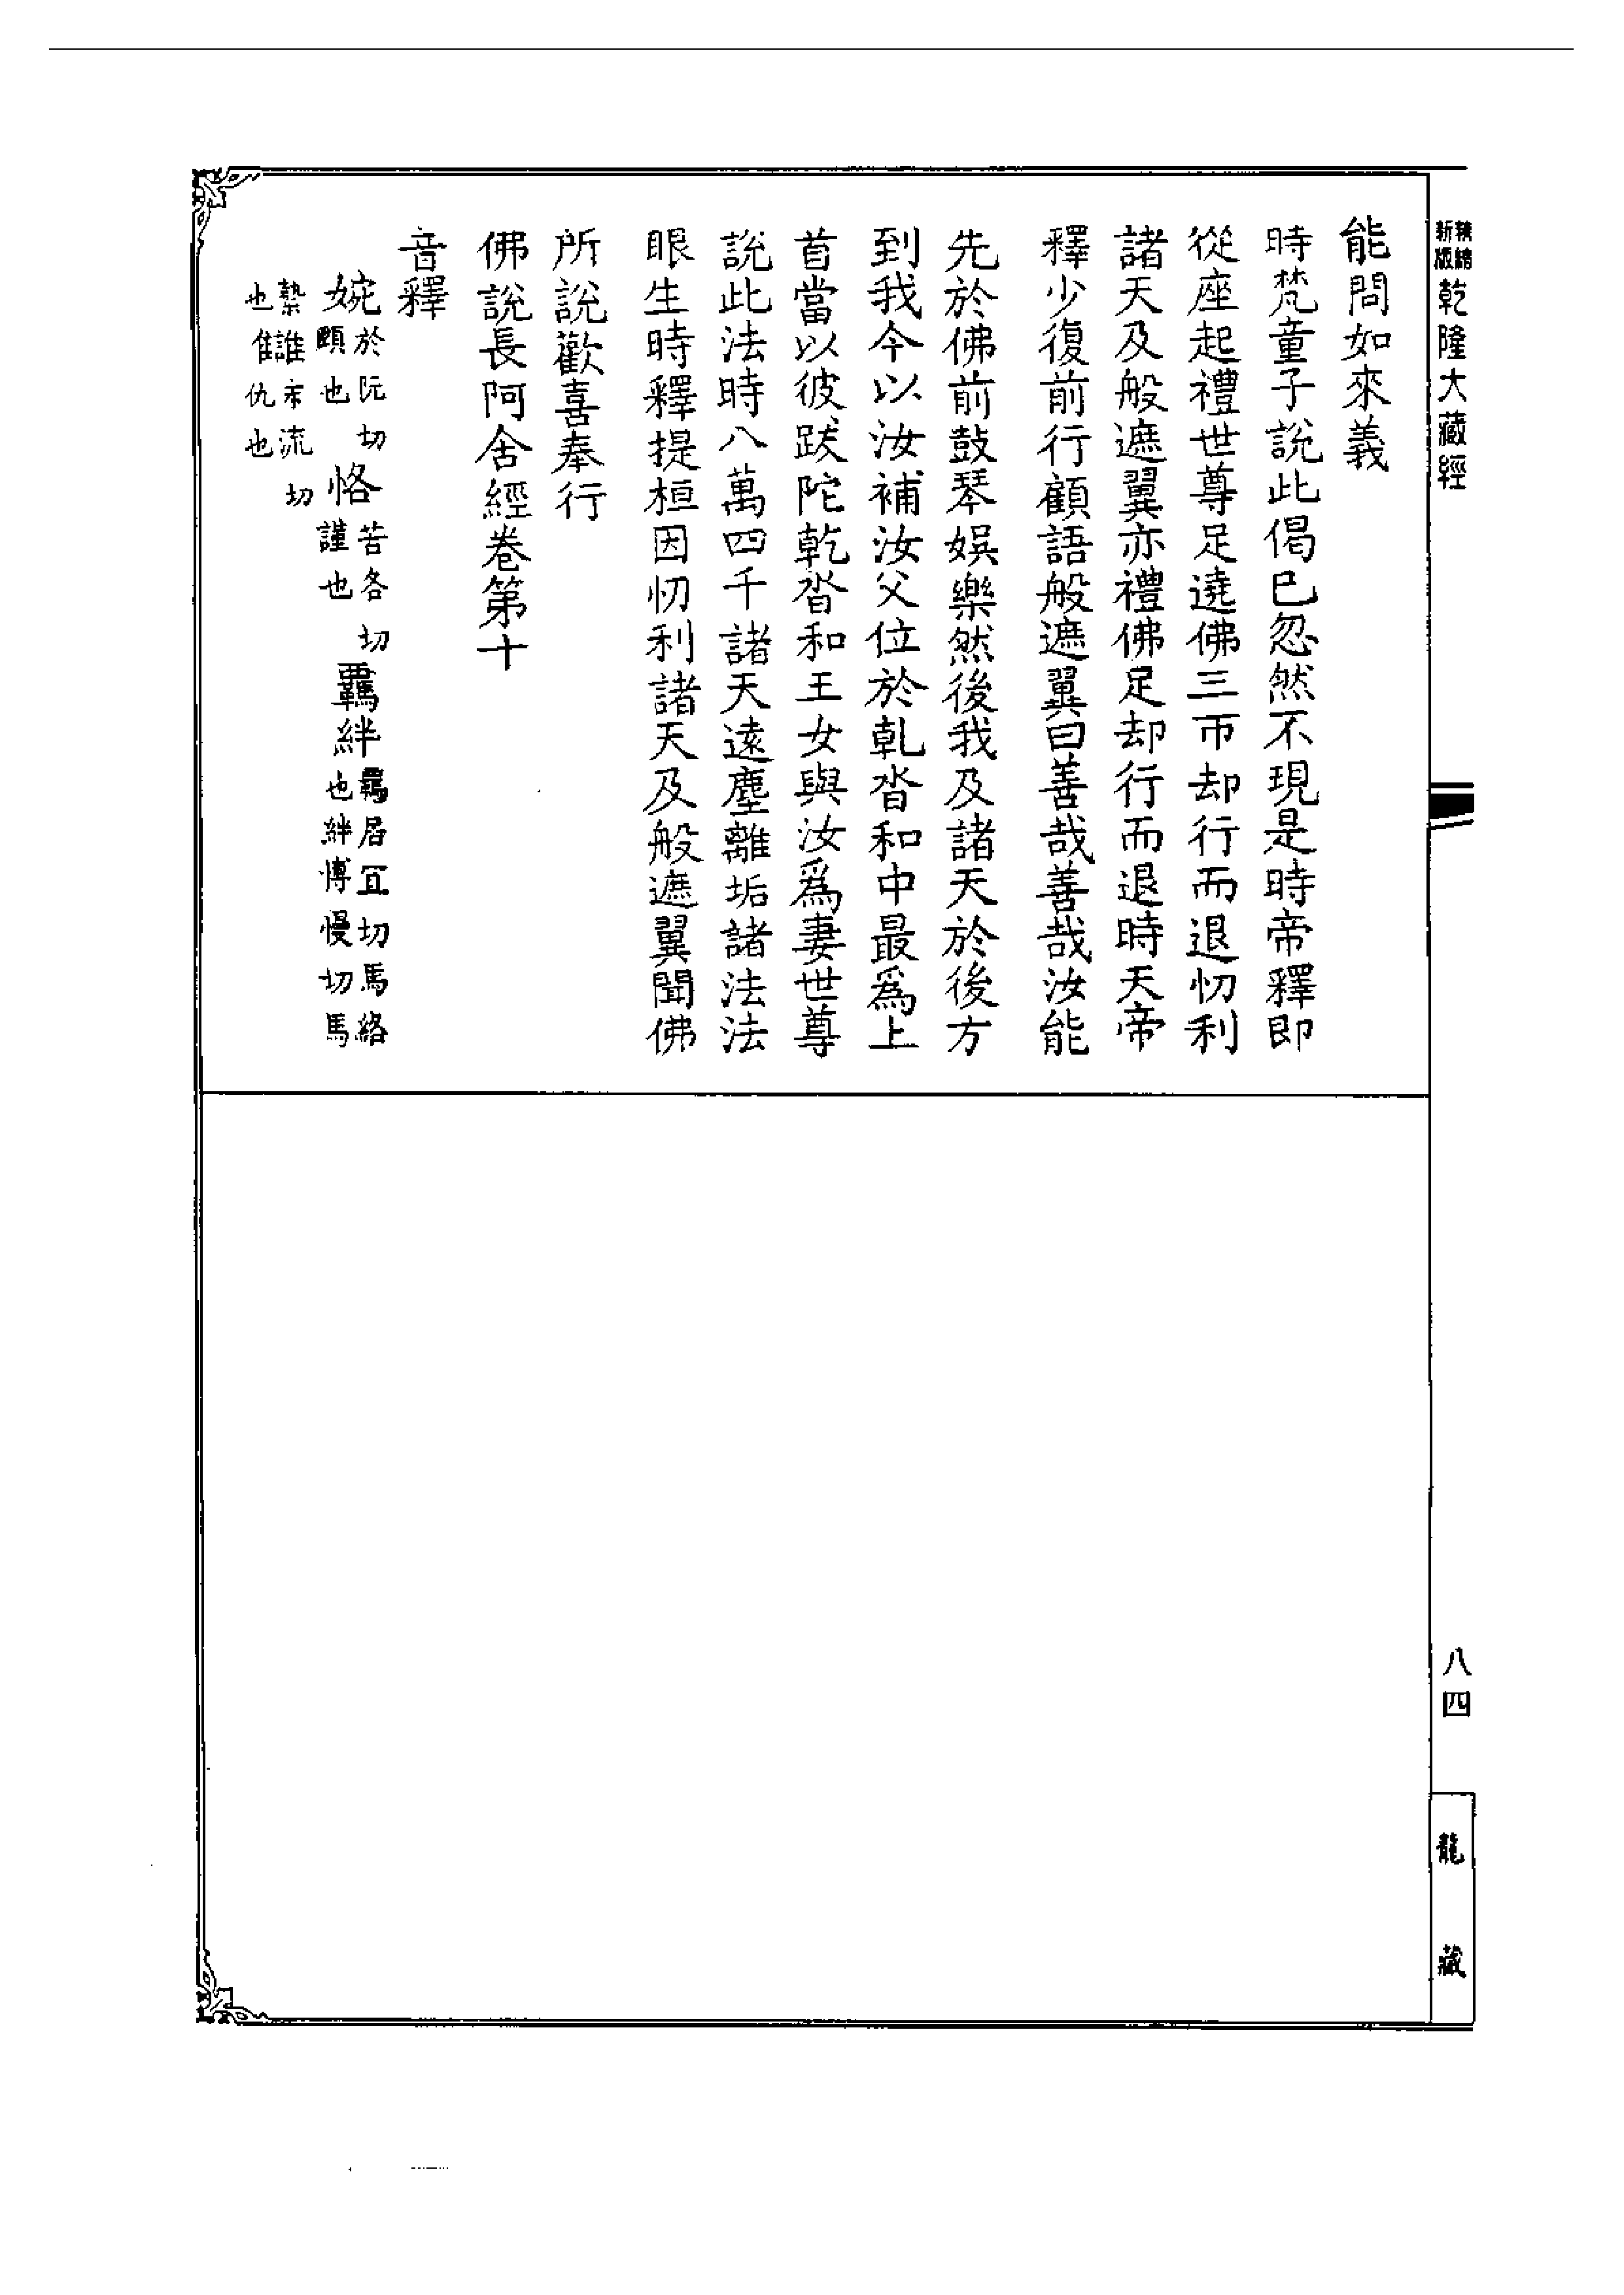 新版
精縮
乾隆大藏經
能問如來義
時梵童子說此偈已忽然不現是時帝釋即
從座起禮世尊足遶佛三帀却行而退忉利
諸天及般遮翼亦禮佛足却行而退時天帝
釋少復前行顧語般遮翼曰善哉善哉汝能
先於佛前鼓琴娛樂然後我及諸天於後方
到我今以汝補汝父位於乹沓和中最爲上
首當以彼跋陀乾沓和王女與汝爲妻世尊
說此法時八萬四千諸天遠塵離垢諸法法
眼生時釋提桓因忉利諸天及般遮翼聞佛
所說歡喜奉行
佛說長阿舍經卷第十
音釋
婉於阮切頤也恪苦各切謹也羈絆羈居宜切馬絡也絆博慢切馬
縶也讎市流切仇也
八四
龍藏